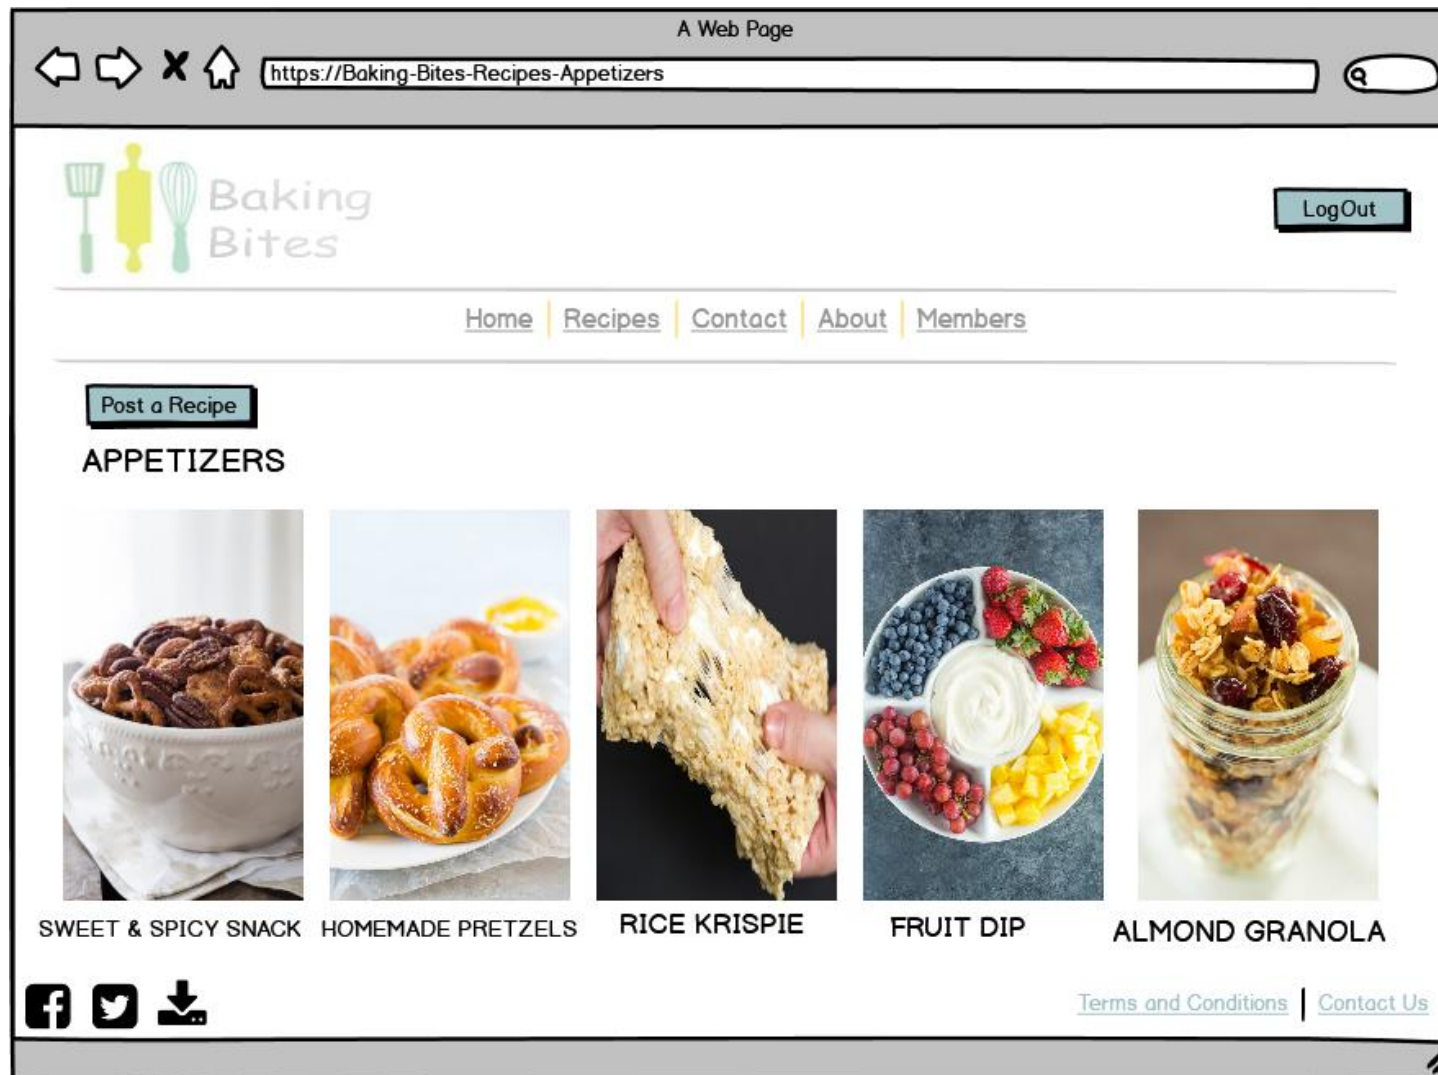 A Web Page
https://Baking-Bites-Recipes-Appetizers
Baking
Bites
LogOut
Home Recipes Contact About Members
Post a Recipe
APPETIZERS
SWEET & SPICY SNACK HOMEMADE PRETZELS RICE KRISPIE FRUIT DIP ALMOND GRANOLA
Terms and Conditions Contact Us